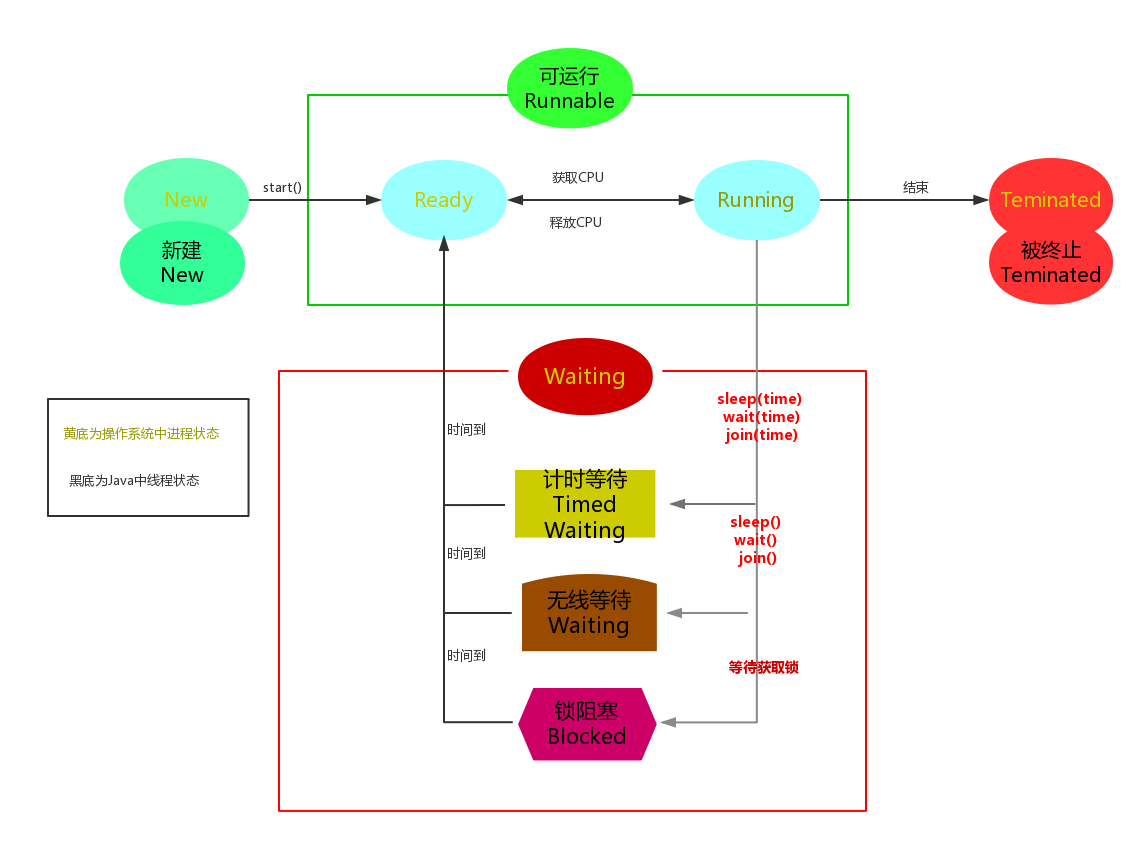 可运行
Runnable
New
start()
Ready
获取CPU
释放CPU
Running
结束
Teminated
新建
New
被终止
Teminated
Waiting
黄底为操作系统中进程状态
黑底为Java中线程状态
时间到
sleep(time)
wait(time)
join(time)
计时等待
Timed
Waiting
sleep()
wait()
join()
时间到
无线等待
Waiting
时间到
等待获取锁
锁阻塞
Blocked